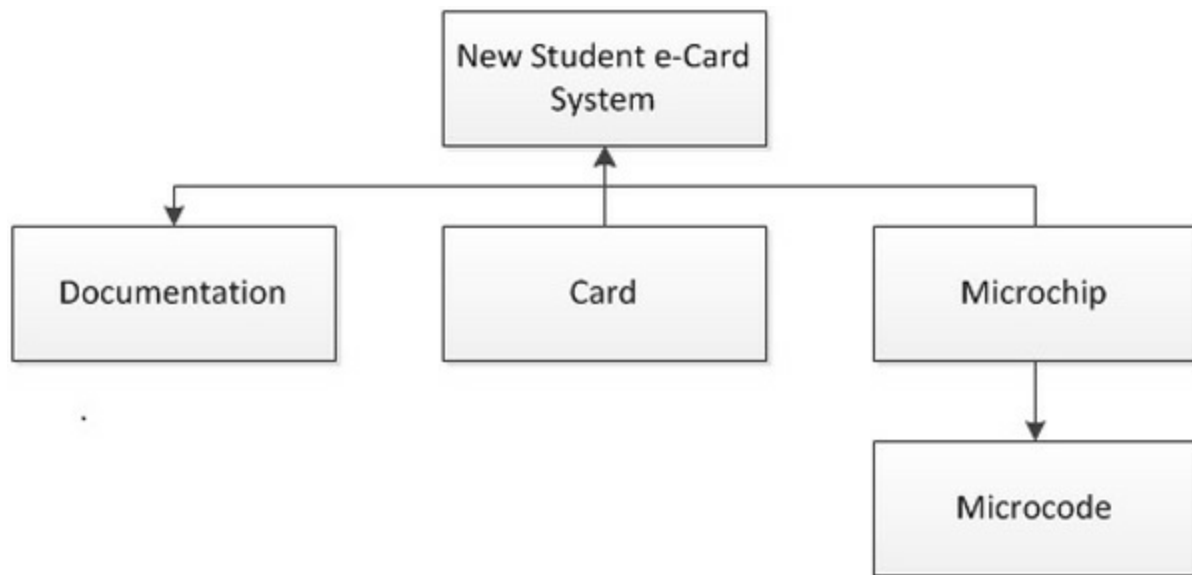 New Student e-Card
System
Documentation
Card
Microchip
Microcode